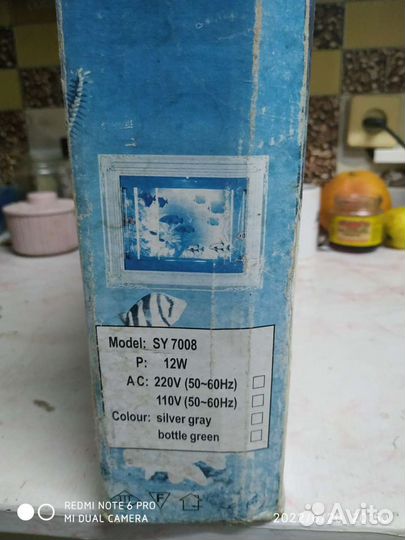 Model: SY 7008
P: 12W
AC: 220V (50~60Hz)
110V (50~60Hz)
Colour: silver gray
bottle green
F
REDMI NOTE 6 PRO
MI DUAL CAMERA
Avito